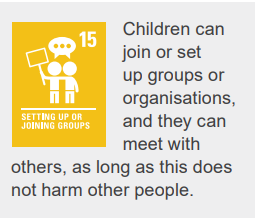 15
SETTING UP OR
JOINING GROUPS
Children can
join or set
up groups or
organisations,
and they can
meet with
others, as long as this does
not harm other people.